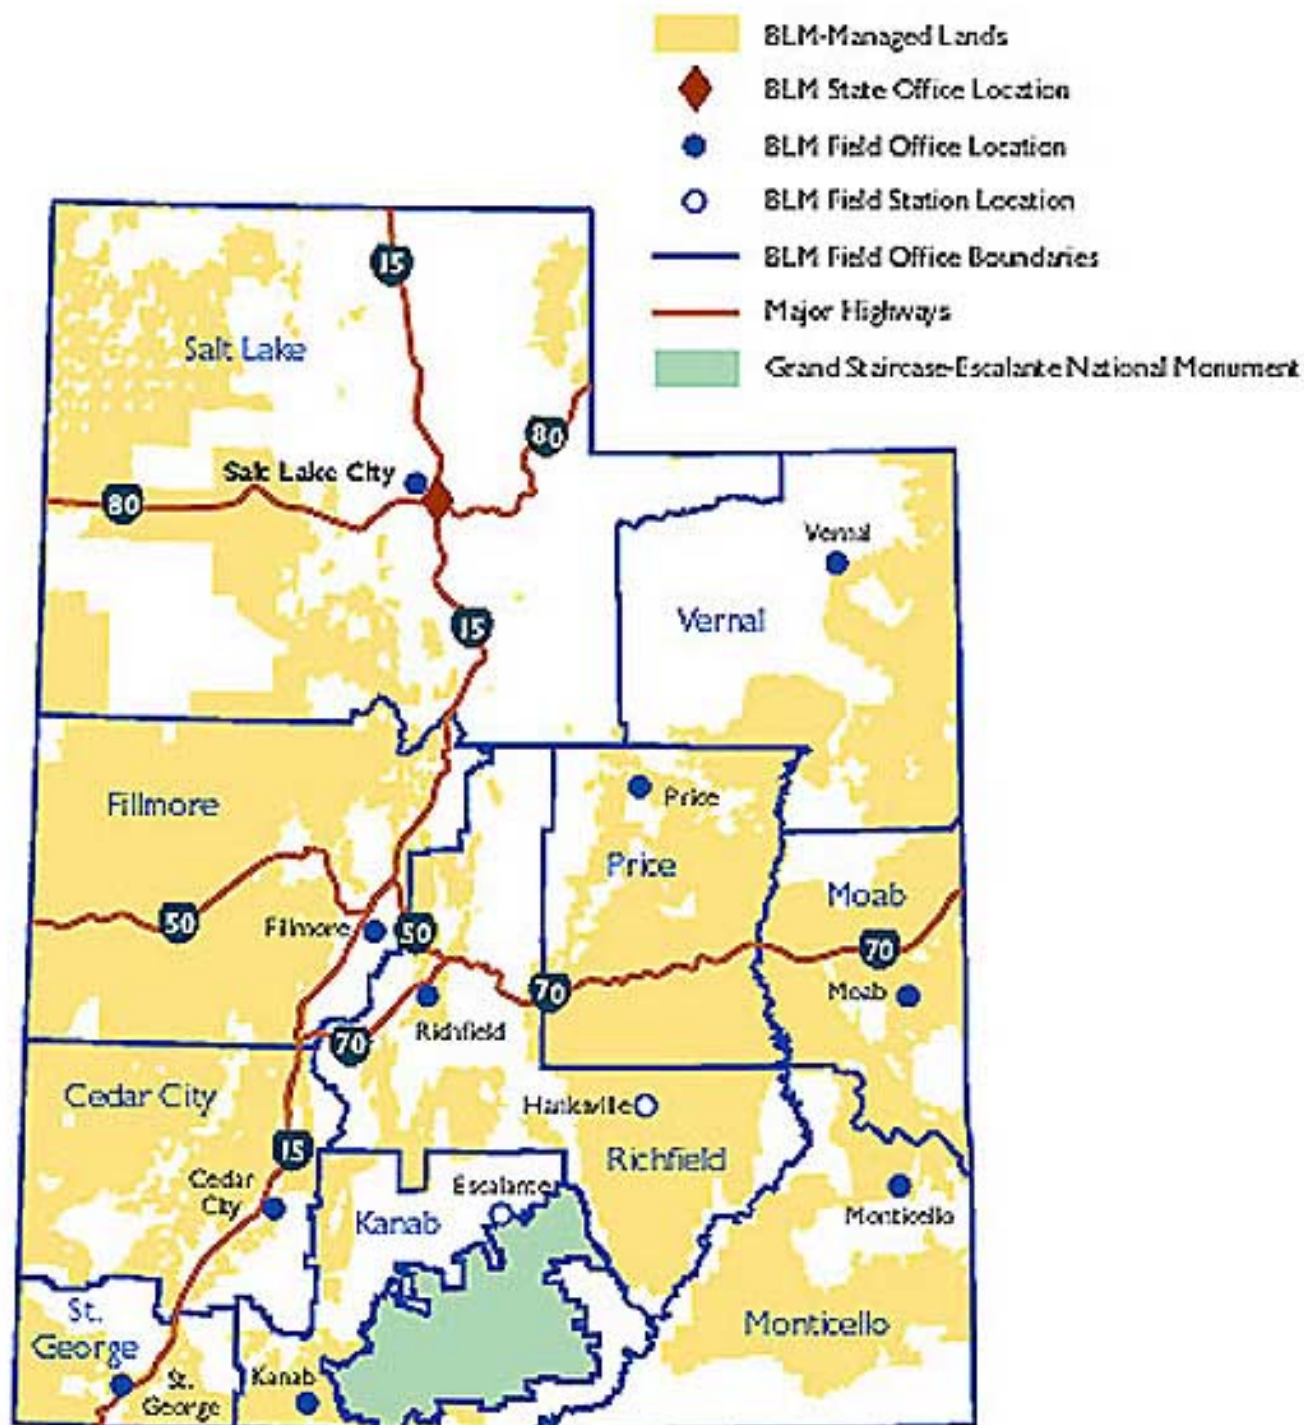 BLM-Managed Lands
BLM State Office Location
BLM Field Office Location
BLM Field Station Location
BLM Field Office Boundaries
Major Highways
Grand Staircase-Escalante National Monument
15
Salt Lake
80
Salt Lake City
80
Vernal
15
Vernal
Fillmore
Price
Price
Moab
50
Fillmore
50
70
Moab
70
Richfield
70
Cedar City
Hanksville
15
Richfield
Cedar
City
Escalante
Kanab
Monticello
St.
George
Monticello
Kanab
St.
George